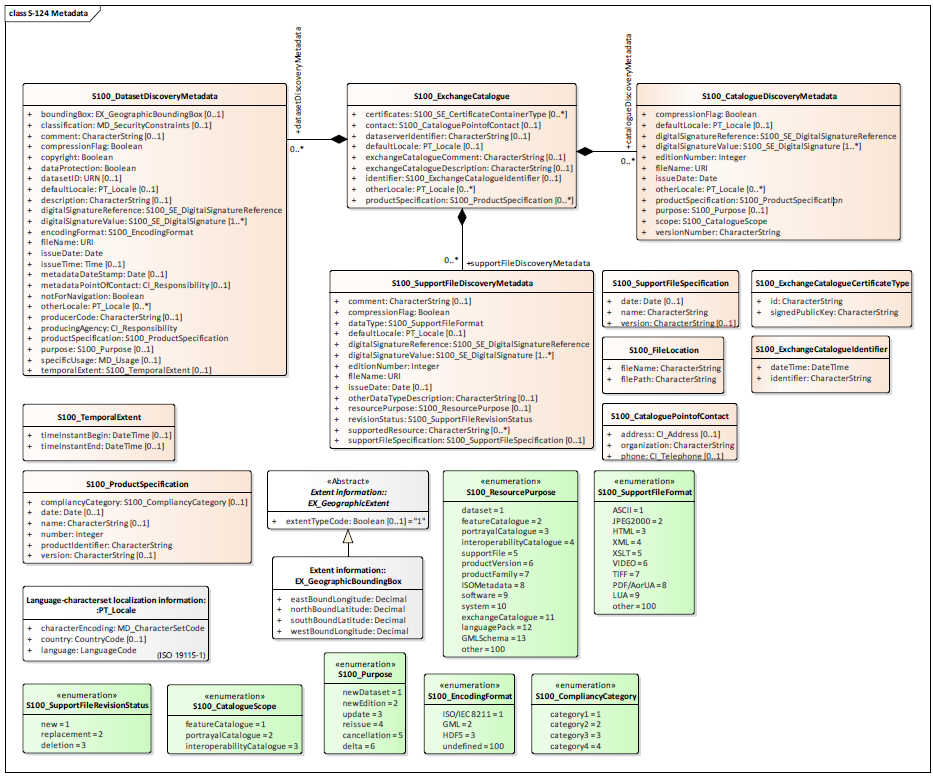 class S-124 Metadata
+datasetDiscoveryMetadata
+catalogueDiscoveryMetadata
S100_DatasetDiscoveryMetadata
+ boundingBox: EX_GeographicBoundingBox [0..1]
+ classification: MD_SecurityConstraints [0..1]
+ comment: CharacterString [0..1]
+ compressionFlag: Boolean
+ copyright: Boolean
+ dataProtection: Boolean
+ datasetID: URN [0..1]
+ defaultLocale: PT_Locale [0..1]
+ description: CharacterString [0..1]
+ digitalSignatureReference: S100_SE_DigitalSignatureReference
+ digitalSignatureValue: S100_SE_DigitalSignature [1..*]
+ encodingFormat: S100_EncodingFormat
+ fileName: URI
+ issueDate: Date
+ issueTime: Time [0..1]
+ metadataDateStamp: Date [0..1]
+ metadataPointOfContact: CI_Responsibility [0..1]
+ notForNavigation: Boolean
+ otherLocale: PT_Locale [0..*]
+ producerCode: CharacterString [0..1]
+ producingAgency: CI_Responsibility
+ productSpecification: S100_ProductSpecification
+ purpose: S100_Purpose [0..1]
+ specificUsage: MD_Usage [0..1]
+ temporalExtent: S100_TemporalExtent [0..1]
0..*
S100_ExchangeCatalogue
+ certificates: S100_SE_CertificateContainerType [0..*]
+ contact: S100_CataloguePointofContact [0..1]
+ dataserverIdentifier: CharacterString [0..1]
+ defaultLocale: PT_Locale [0..1]
+ exchangeCatalogueComment: CharacterString [0..1]
+ exchangeCatalogueDescription: CharacterString [0..1]
+ identifier: S100_ExchangeCatalogueIdentifier [0..1]
+ otherLocale: PT_Locale [0..*]
+ productSpecification: S100_ProductSpecification [0..*]
0..*
S100_CatalogueDiscoveryMetadata
+ compressionFlag: Boolean
+ defaultLocale: PT_Locale [0..1]
+ digitalSignatureReference: S100_SE_DigitalSignatureReference
+ digitalSignatureValue: S100_SE_DigitalSignature [1..*]
+ editionNumber: Integer
+ fileName: URI
+ issueDate: Date
+ otherLocale: PT_Locale [0..*]
+ productSpecification: S100_ProductSpecification
+ purpose: S100_Purpose [0..1]
+ scope: S100_CatalogueScope
+ versionNumber: CharacterString
0..*
+supportFileDiscoveryMetadata
S100_SupportFileDiscoveryMetadata
+ comment: CharacterString [0..1]
+ compressionFlag: Boolean
+ dataType: S100_SupportFileFormat
+ defaultLocale: PT_Locale [0..1]
+ digitalSignatureReference: S100_SE_DigitalSignatureReference
+ digitalSignatureValue: S100_SE_DigitalSignature [1..*]
+ editionNumber: Integer
+ fileName: URI
+ issueDate: Date [0..1]
+ otherDataTypeDescription: CharacterString [0..1]
+ resourcePurpose: S100_ResourcePurpose [0..1]
+ revisionStatus: S100_SupportFileRevisionStatus
+ supportedResource: CharacterString [0..*]
+ supportFileSpecification: S100_SupportFileSpecification [0..1]
S100_SupportFileSpecification
+ date: Date [0..1]
+ name: CharacterString
+ version: CharacterString [0..1]
S100_ExchangeCatalogueCertificateType
+ id: CharacterString
+ signedPublicKey: CharacterString
S100_FileLocation
+ fileName: CharacterString
+ filePath: CharacterString
S100_ExchangeCatalogueIdentifier
+ dateTime: DateTime
+ identifier: CharacterString
S100_CataloguePointofContact
+ address: CI_Address [0..1]
+ organization: CharacterString
+ phone: CI_Telephone [0..1]
S100_TemporalExtent
+ timeInstantBegin: DateTime [0..1]
+ timeInstantEnd: DateTime [0..1]
S100_ProductSpecification
+ compliancyCategory: S100_CompliancyCategory [0..1]
+ date: Date [0..1]
+ name: CharacterString [0..1]
+ number: Integer
+ productIdentifier: CharacterString
+ version: CharacterString [0..1]
«Abstract»
Extent information::
EX_GeographicExtent
+ extentTypeCode: Boolean [0..1] ="1"
Extent information::
EX_GeographicBoundingBox
+ eastBoundLongitude: Decimal
+ northBoundLatitude: Decimal
+ southBoundLatitude: Decimal
+ westBoundLongitude: Decimal
«enumeration»
S100_ResourcePurpose
dataset = 1
featureCatalogue = 2
portrayalCatalogue = 3
interoperabilityCatalogue = 4
supportFile = 5
productVersion = 6
productFamily = 7
ISOMetadata = 8
software = 9
system = 10
exchangeCatalogue = 11
languagePack = 12
GMLSchema = 13
other = 100
«enumeration»
S100_SupportFileFormat
ASCII = 1
JPEG2000 = 2
HTML = 3
XML = 4
XSLT = 5
VIDEO = 6
TIFF = 7
PDF/AorUA = 8
LUA = 9
other = 100
Language-characterset localization information:
:PT_Locale
+ characterEncoding: MD_CharacterSetCode
+ country: CountryCode [0..1]
+ language: LanguageCode
(ISO 19115-1)
«enumeration»
S100_SupportFileRevisionStatus
new = 1
replacement = 2
deletion = 3
«enumeration»
S100_CatalogueScope
featureCatalogue = 1
portrayalCatalogue = 2
interoperabilityCatalogue = 3
«enumeration»
S100_Purpose
newDataset = 1
newEdition = 2
update = 3
reissue = 4
cancellation = 5
delta = 6
«enumeration»
S100_EncodingFormat
ISO/IEC 8211 = 1
GML = 2
HDF5 = 3
undefined = 100
«enumeration»
S100_CompliancyCategory
category1 = 1
category2 = 2
category3 = 3
category4 = 4